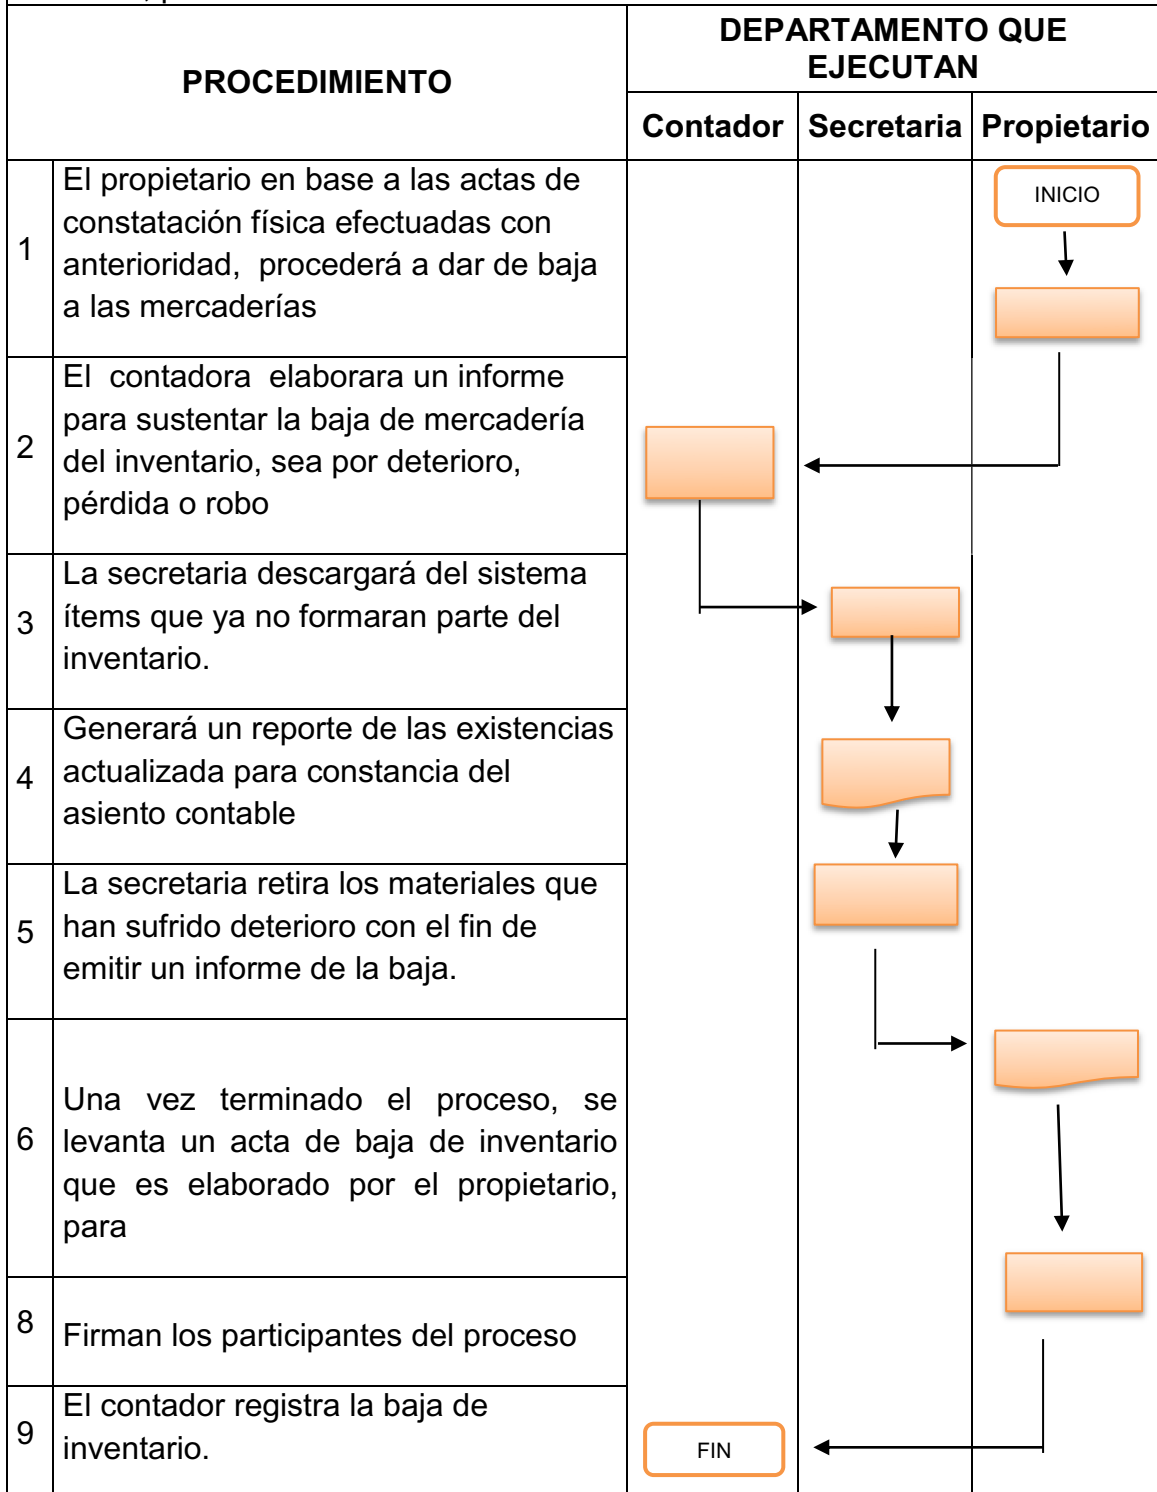 PROCEDIMIENTO
DEPARTAMENTO QUE
EJECUTAN
Contador Secretaria Propietario
1
El propietario en base a las actas de
constatación física efectuadas con
anterioridad, procederá a dar de baja
a las mercaderías
INICIO
2
El contadora elaborara un informe
para sustentar la baja de mercadería
del inventario, sea por deterioro,
pérdida o robo
3
La secretaria descargará del sistema
ítems que ya no formaran parte del
inventario.
4
Generará un reporte de las existencias
actualizada para constancia del
asiento contable
5
La secretaria retira los materiales que
han sufrido deterioro con el fin de
emitir un informe de la baja.
6
Una vez terminado el proceso, se
levanta un acta de baja de inventario
que es elaborado por el propietario,
para
8
Firman los participantes del proceso
9
El contador registra la baja de
inventario.
FIN